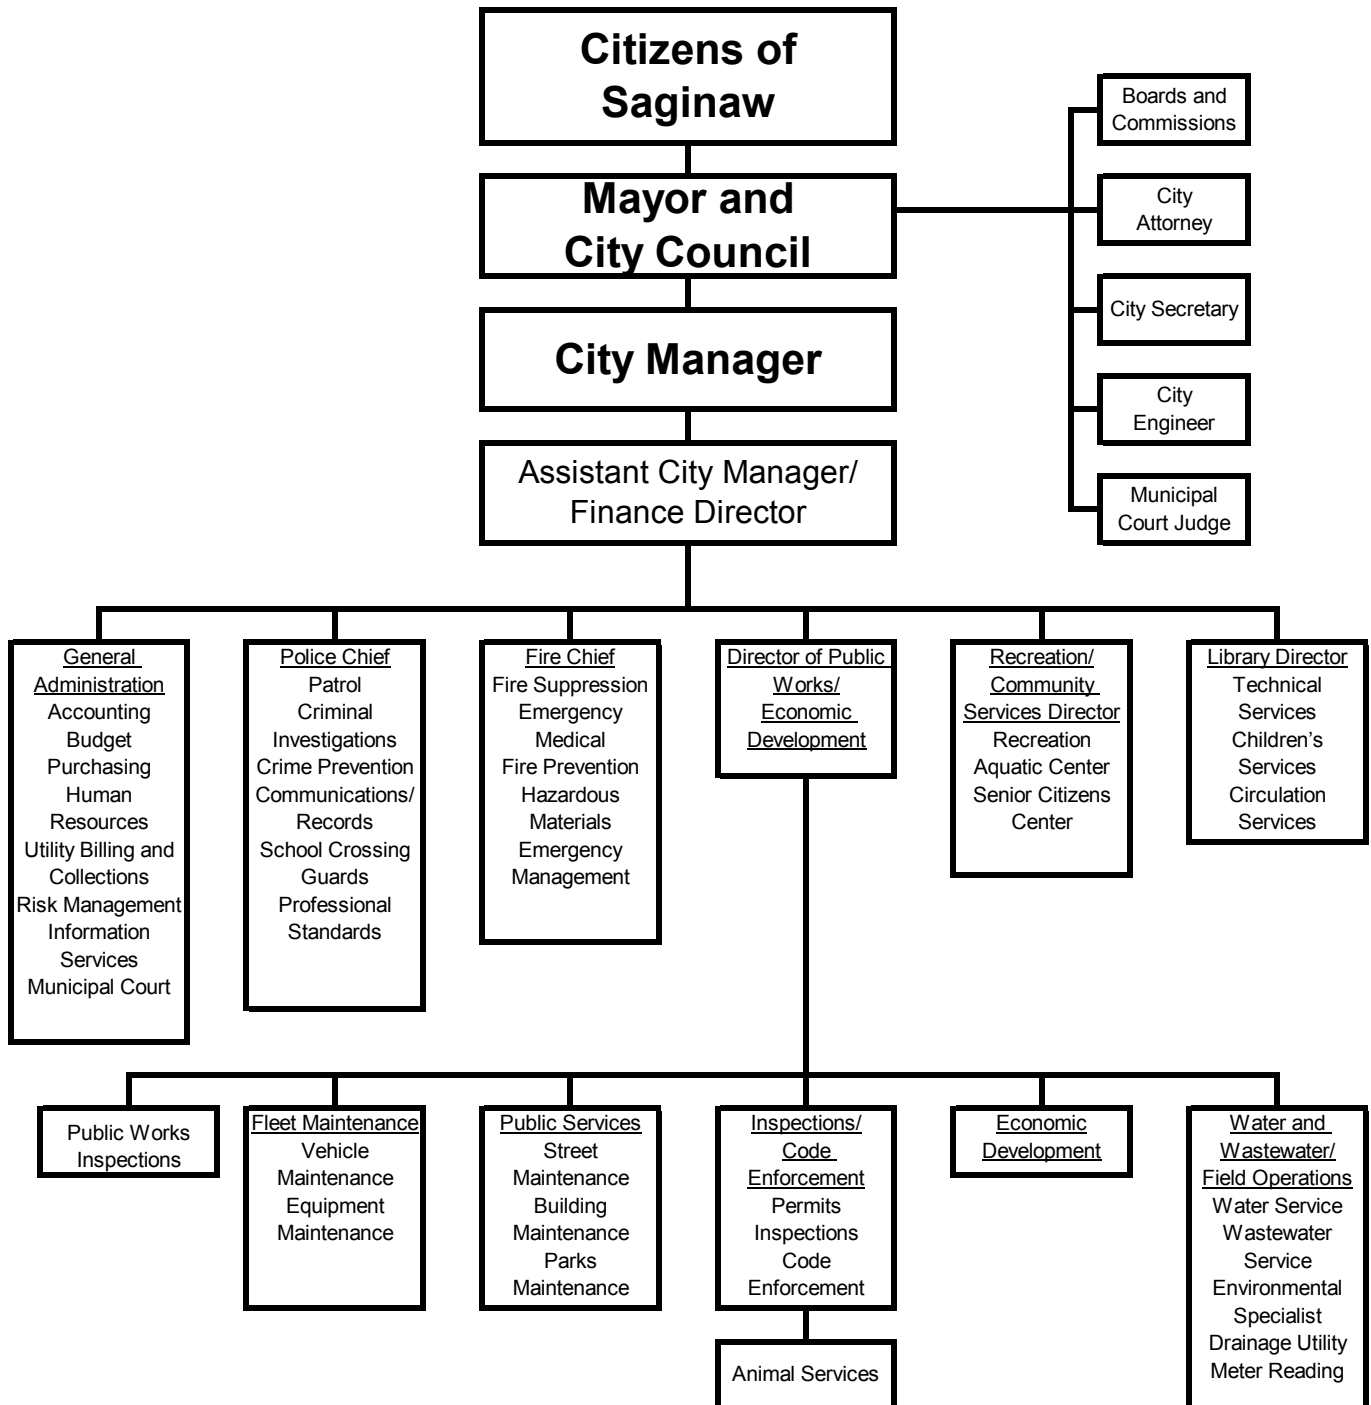 Citizens of
Saginaw
Boards and
Commissions
Mayor and
City Council
City
Attorney
City Secretary
City Manager
City
Engineer
Assistant City Manager/
Finance Director
Municipal
Court Judge
General
Administration
Accounting
Budget
Purchasing
Human
Resources
Utility Billing and
Collections
Risk Management
Information
Services
Municipal Court
Police Chief
Patrol
Criminal
Investigations
Crime Prevention
Communications/
Records
School Crossing
Guards
Professional
Standards
Fire Chief
Fire Suppression
Emergency
Medical
Fire Prevention
Hazardous
Materials
Emergency
Management
Director of Public
Works/
Economic
Development
Recreation/
Community
Services Director
Recreation
Aquatic Center
Senior Citizens
Center
Library Director
Technical
Services
Children's
Services
Circulation
Services
Public Works
Inspections
Fleet Maintenance
Vehicle
Maintenance
Equipment
Maintenance
Public Services
Street
Maintenance
Building
Maintenance
Parks
Maintenance
Inspections/
Code
Enforcement
Permits
Inspections
Code
Enforcement
Animal Services
Economic
Development
Water and
Wastewater/
Field Operations
Water Service
Wastewater
Service
Environmental
Specialist
Drainage Utility
Meter Reading